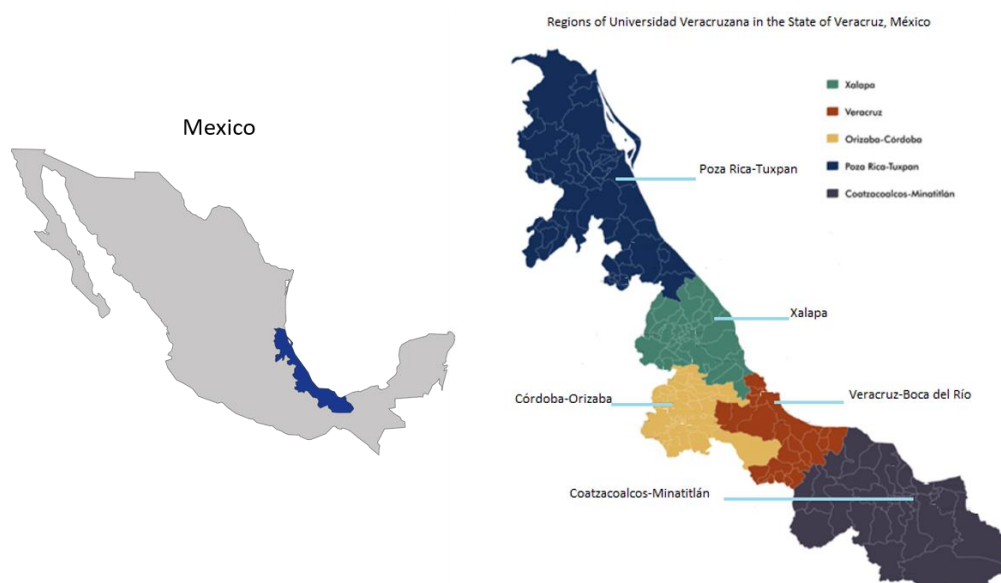 Regions of Universidad Veracruzana in the State of Veracruz, México
Mexico
Xalapa
Veracruz
Orizaba-Córdoba
Poza Rica-Tuxpan
Coatzacoalcos-Minatitlán
Poza Rica-Tuxpan
Xalapa
Córdoba-Orizaba
Veracruz-Boca del Río
Coatzacoalcos-Minatitlán